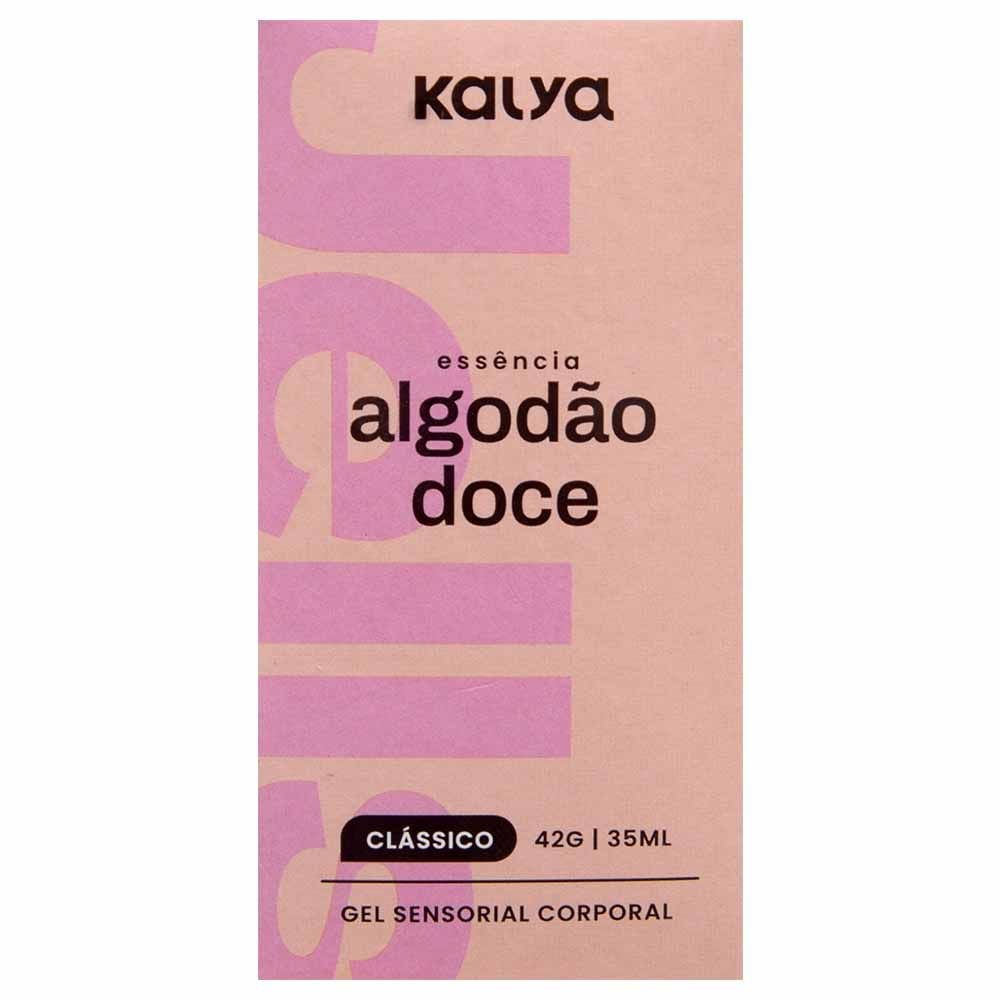 Kalya
essência
algodão
doce
CLÁSSICO 42G | 35ML
GEL SENSORIAL CORPORAL